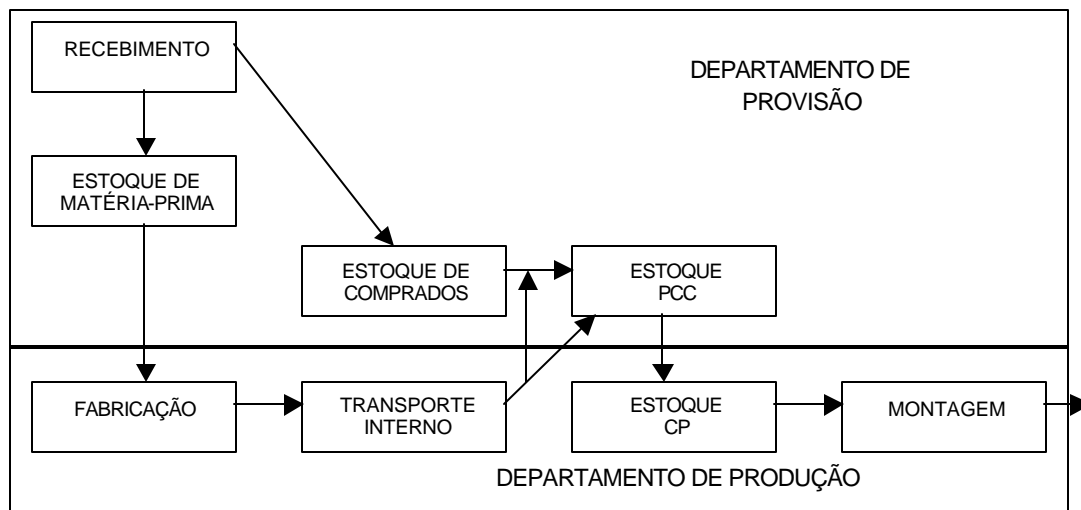 RECEBIMENTO
DEPARTAMENTO DE
PROVISÃO
ESTOQUE DE
MATÉRIA-PRIMA
ESTOQUE DE
COMPRADOS
ESTOQUE
PCC
FABRICAÇÃO
TRANSPORTE
INTERNO
ESTOQUE
CP
MONTAGEM
DEPARTAMENTO DE PRODUÇÃO